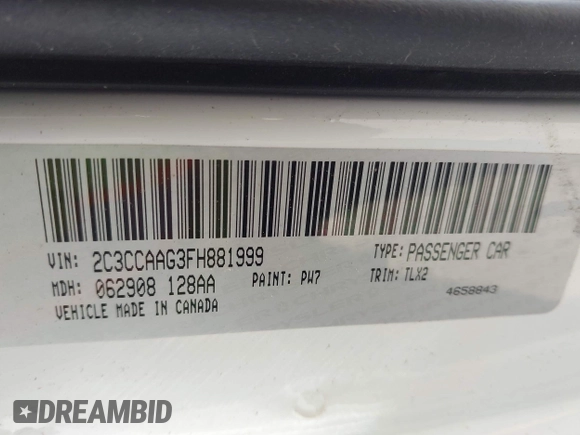 VIN: 2C3CCAAG3FH881999 TYPE: PASSENGER CAR
MDH: 062908 128AA PAINT: PW7 TRIM: TLX2
VEHICLE MADE IN CANADA 4658843
DREAMBID